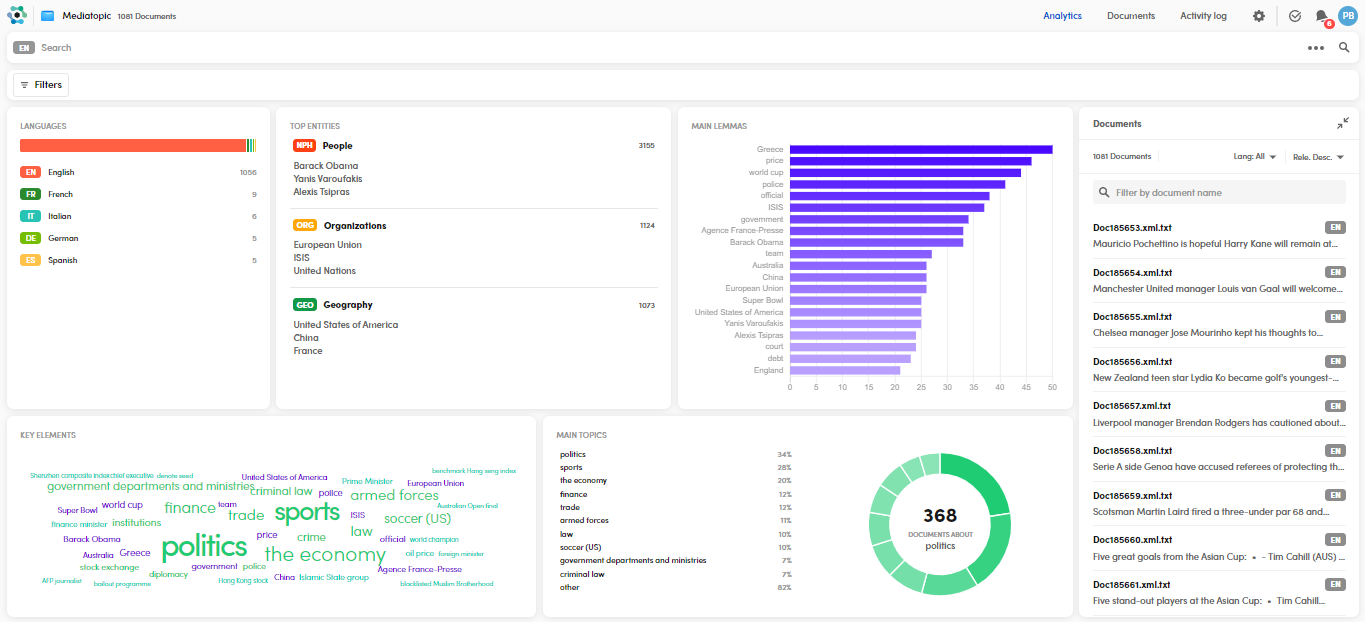 Mediatopic 1081 Documents
Analytics Documents Activity log 6 PB
EN Search
Filters
LANGUAGES
EN English 1056
FR French 9
IT Italian 6
DE German 5
ES Spanish 5
TOP ENTITIES
NPH People 3155
Barack Obama
Yanis Varoufakis
Alexis Tsipras
ORG Organizations 1124
European Union
ISIS
United Nations
GEO Geography 1073
United States of America
China
France
MAIN LEMMAS
Greece
price
world cup
police
official
ISIS
government
Agence France-Presse
Barack Obama
team
Australia
China
European Union
Super Bowl
United States of America
Yanis Varoufakis
Alexis Tsipras
court
debt
England
0 5 10 15 20 25 30 35 40 45 50
Documents
1081 Documents Lang: All Rele. Desc.
Filter by document name
Doc185653.xml.txt EN
Mauricio Pochettino is hopeful Harry Kane will remain at...
Doc185654.xml.txt EN
Manchester United manager Louis van Gaal will welcome...
Doc185655.xml.txt EN
Chelsea manager Jose Mourinho kept his thoughts to...
Doc185656.xml.txt EN
New Zealand teen star Lydia Ko became golf's youngest-...
Doc185657.xml.txt EN
Liverpool manager Brendan Rodgers has cautioned about...
Doc185658.xml.txt EN
Serie A side Genoa have accused referees of protecting th...
Doc185659.xml.txt EN
Scotsman Martin Laird fired a three-under par 68 and...
Doc185660.xml.txt EN
Five great goals from the Asian Cup: • - Tim Cahill (AUS) ...
Doc185661.xml.txt EN
Five stand-out players at the Asian Cup: • Tim Cahill...
KEY ELEMENTS
benchmark Hang seng index
Shenzhen composite index chief executive denote seed United States of America Prime Minister European Union
government departments and ministries criminal law police armed forces
Super Bowl world cup finance team trade sports ISIS soccer (US) Australian Open final
finance minister institutions
Barack Obama politics price crime law official world champion
Australia Greece the economy oil price foreign minister
stock exchange government police Agence France-Presse
AFP journalist bailout programme diplomacy Hong Kong stock China Islamic State group blacklisted Muslim Brotherhood
MAIN TOPICS
politics 34%
sports 28%
the economy 20%
finance 12%
trade 12%
armed forces 11%
law 10%
soccer (US) 10%
government departments and ministries 7%
criminal law 7%
other 82%
368
DOCUMENTS ABOUT
politics